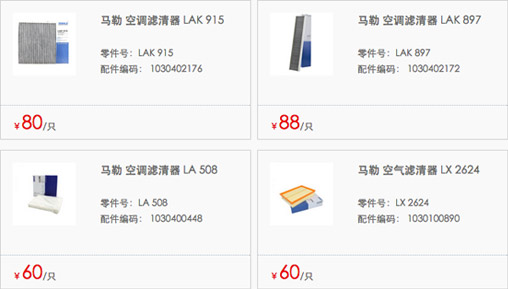 马勒 空调滤清器 LAK 915
零件号： LAK 915
配件编码： 1030402176
¥80/只
马勒 空调滤清器 LAK 897
零件号： LAK 897
配件编码： 1030402172
¥88/只
马勒 空调滤清器 LA 508
零件号： LA 508
配件编码： 1030400448
¥60/只
马勒 空气滤清器 LX 2624
零件号： LX 2624
配件编码： 1030100890
¥60/只